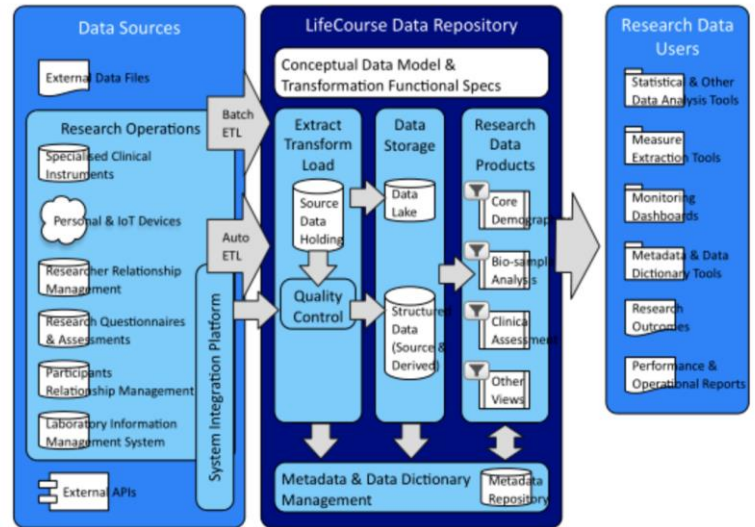 Data Sources
External Data Files
Research Operations
Specialised Clinical
Instruments
Personal & IoT Devices
Researcher Relationship
Management
Research Questionnaires
& Assessments
Participants
Relationship Management
Laboratory Information
Management System
External APIs
System Integration Platform
Batch
ETL
Auto
ETL
LifeCourse Data Repository
Conceptual Data Model &
Transformation Functional Specs
Extract
Transform
Load
Source
Data
Holding
Quality
Control
Data
Storage
Data
Lake
Structured
Data
(Source &
Derived)
Research
Data
Products
Core
Demograp
Bio-sample
Analysis
Clinica
Assessment
Other
Views
Metadata & Data Dictionary
Management
Metadata
Repository
Research Data
Users
Statistical & Other
Data Analysis Tools
Measure
Extraction Tools
Monitoring
Dashboards
Metadata & Data
Dictionary Tools
Research
Outcomes
Performance &
Operational Reports